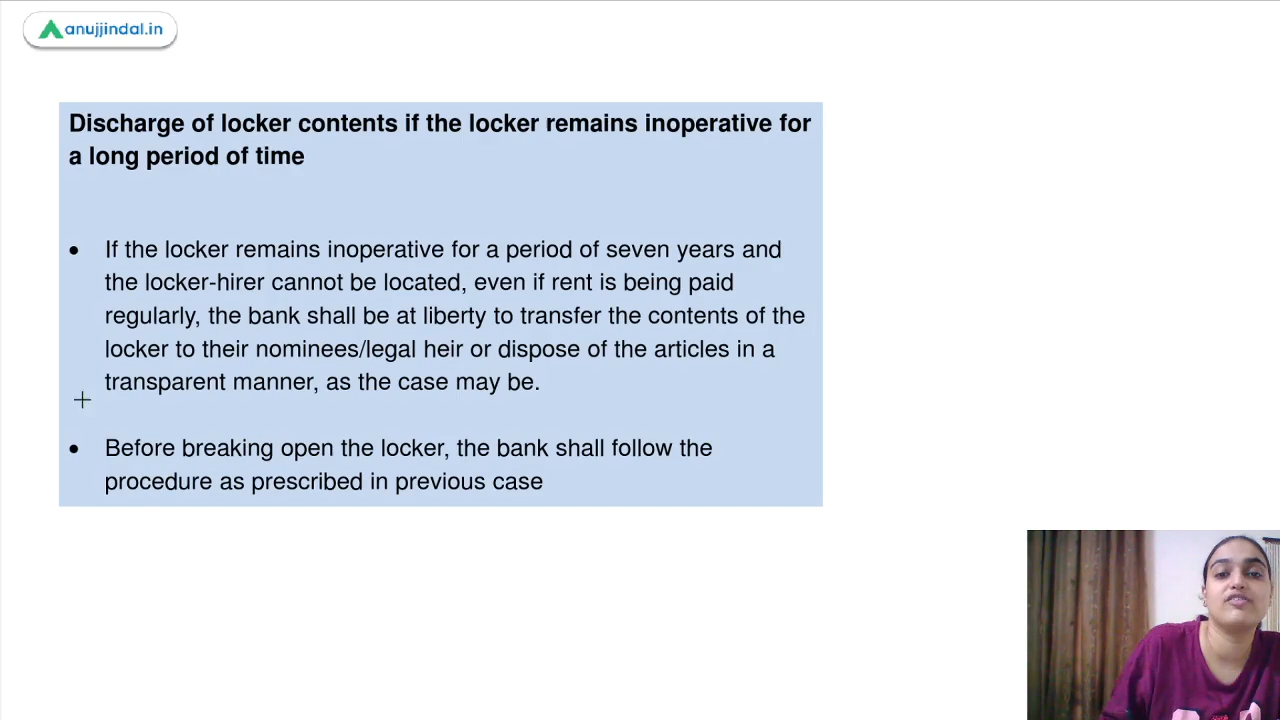 anujjindal.in
Discharge of locker contents if the locker remains inoperative for
a long period of time
• If the locker remains inoperative for a period of seven years and
the locker-hirer cannot be located, even if rent is being paid
regularly, the bank shall be at liberty to transfer the contents of the
locker to their nominees/legal heir or dispose of the articles in a
transparent manner, as the case may be.
• Before breaking open the locker, the bank shall follow the
procedure as prescribed in previous case